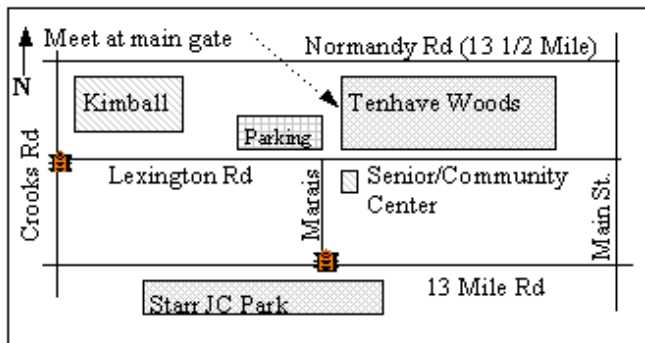 Meet at main gate
Normandy Rd (13 1/2 Mile)
N
Kimball
Tenhave Woods
Parking
Crooks Rd
Lexington Rd
Marais
Senior/Community
Center
Main St.
13 Mile Rd
Starr JC Park